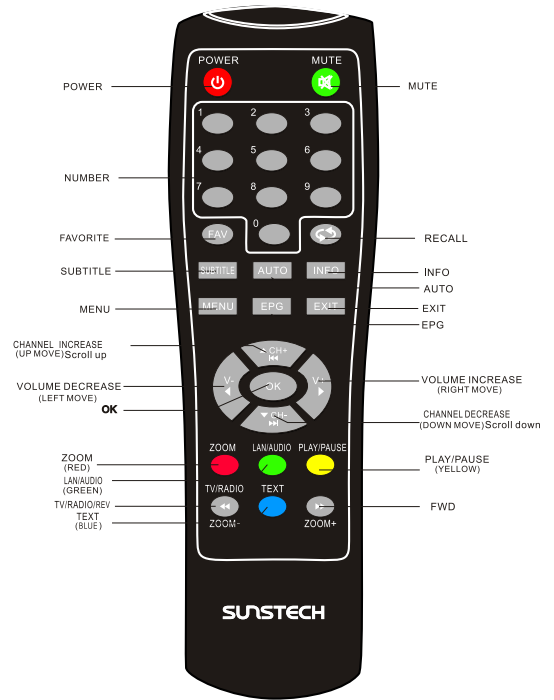 POWER MUTE
POWER MUTE
1 2 3
4 5 6
NUMBER
7 8 9
0
FAVORITE FAV RECALL
SUBTITLE SUBTITLE AUTO INFO INFO
AUTO
MENU MENU EPG EXIT EXIT
EPG
CHANNEL INCREASE
(UP MOVE)Scroll up
CH+
VOLUME DECREASE V- OK V+ VOLUME INCREASE
(LEFT MOVE) (RIGHT MOVE)
OK
CH- CHANNEL DECREASE
(DOWN MOVE)Scroll down
ZOOM LAN/AUDIO PLAY/PAUSE
ZOOM
(RED)
PLAY/PAUSE
(YELLOW)
LAN/AUDIO
(GREEN)
TV/RADIO TEXT
TV/RADIO/REV FWD
TEXT
(BLUE)
ZOOM- ZOOM+
SUNSTECH